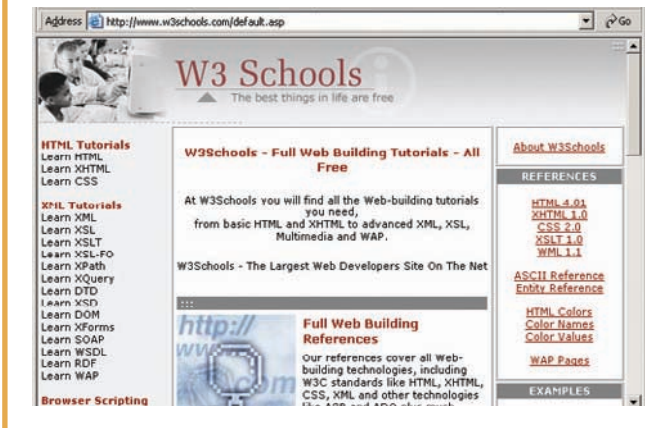 Address http://www.w3schools.com/default.asp Go
W3 Schools
The best things in life are free
HTML Tutorials
Learn HTML
Learn XHTML
Learn CSS
XML Tutorials
Learn XML
Learn XSL
Learn XSLT
Learn XSL-FO
Learn XPath
Learn XQuery
Learn DTD
Learn XSD
Learn DOM
Learn XForms
Learn SOAP
Learn WSDL
Learn RDF
Learn WAP
Browser Scripting
W3Schools - Full Web Building Tutorials - All
Free
At W3Schools you will find all the Web-building tutorials
you need,
from basic HTML and XHTML to advanced XML, XSL,
Multimedia and WAP.
W3Schools - The Largest Web Developers Site On The Net
:::
http://
www
.com
Full Web Building
References
Our references cover all Web-
building technologies, including
W3C standards like HTML, XHTML,
CSS, XML and other technologies
like ASP and ADO plus much
About W3Schools
REFERENCES
HTML 4.01
XHTML 1.0
CSS 2.0
XSLT 1.0
WML 1.1
ASCII Reference
Entity Reference
HTML Colors
Color Names
Color Values
WAP Pages
EXAMPLES